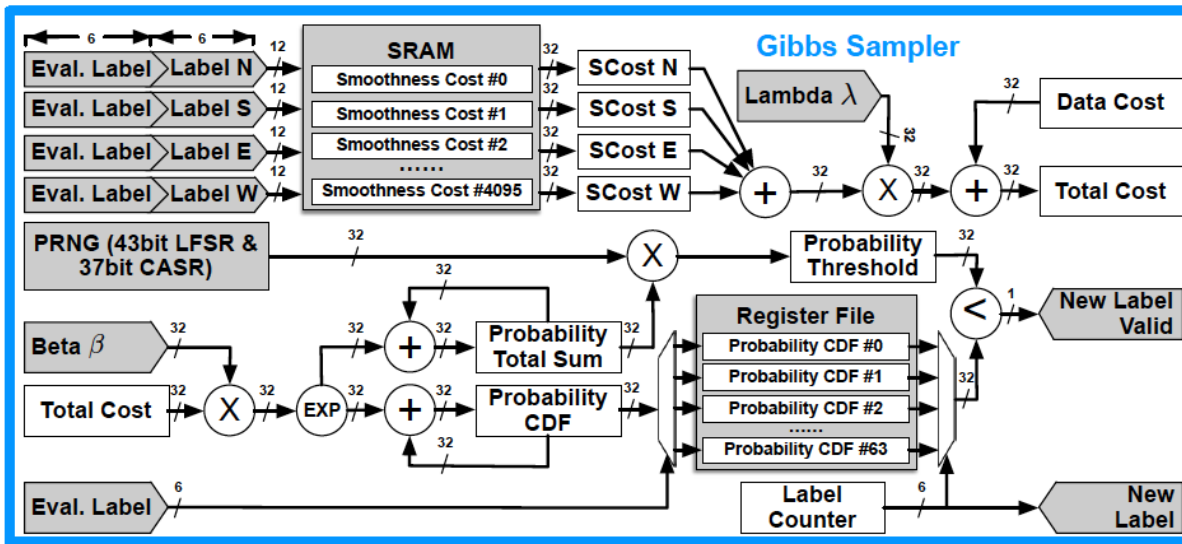 6 6
Gibbs Sampler
Eval. Label Label N 12
Eval. Label Label S 12
Eval. Label Label E 12
Eval. Label Label W 12
SRAM
Smoothness Cost #0
Smoothness Cost #1
Smoothness Cost #2
......
Smoothness Cost #4095
32 SCost N
32 SCost S
32 SCost E
32 SCost W
+ 32
Lambda λ
32
X 32
+ 32
32 Data Cost
Total Cost
PRNG (43bit LFSR &
37bit CASR)
32
X
Probability
Threshold
32
<
1
New Label
Valid
Beta β
32
Total Cost 32
X 32
EXP
32
32
32
+ 32
Probability
Total Sum
32
32
+ 32
Probability
CDF
32
32
Register File
Probability CDF #0
Probability CDF #1
Probability CDF #2
......
Probability CDF #63
32
Eval. Label
6
Label
Counter
6
New
Label